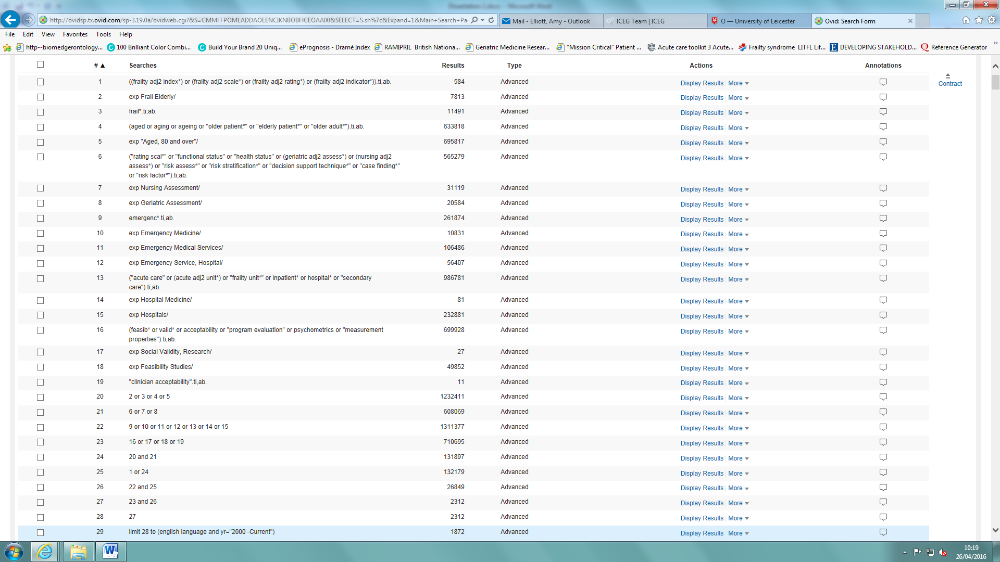 Dissertation 2.docx - Microsoft Word
http://ovidsp.tx.ovid.com/sp-3.19.0a/ovidweb.cgi?&S=CMMFFPOMLADDAOLENCIKNBOBHCEOAA00&SELECT=S.sh%7c&Expand=1&Main+Search+Pa
Mail - Elliott, Amy - Outlook
ICEG Team | ICEG
O — University of Leicester
Ovid: Search Form
File Edit View Favorites Tools Help
http--biomedgerontology... 100 Brilliant Color Combi... Build Your Brand 20 Uniq... ePrognosis - Dramé Index RAMIPRIL British Nationa... Geriatric Medicine Resear... "Mission Critical" Patient ... Acute care toolkit 3 Acute... Frailty syndrome LITFL Lif... DEVELOPING STAKEHOLD... Reference Generator
# ▲ Searches Results Type Actions Annotations
Contract
1 ((frailty adj2 index*) or (frailty adj2 scale*) or (frailty adj2 rating*) or (frailty adj2 indicator*)).ti,ab. 584 Advanced Display Results More
2 exp Frail Elderly/ 7813 Advanced Display Results More
3 frail*.ti,ab. 11491 Advanced Display Results More
4 (aged or aging or ageing or "older patient*" or "elderly patient*" or "older adult*").ti,ab. 633818 Advanced Display Results More
5 exp "Aged, 80 and over"/ 695817 Advanced Display Results More
6 ("rating scal*" or "functional status" or "health status" or (geriatric adj2 assess*) or (nursing adj2 565279 Advanced Display Results More
assess*) or "risk assess*" or "risk stratification*" or "decision support technique*" or "case finding*"
or "risk factor*").ti,ab.
7 exp Nursing Assessment/ 31119 Advanced Display Results More
8 exp Geriatric Assessment/ 20584 Advanced Display Results More
9 emergenc*.ti,ab. 261874 Advanced Display Results More
10 exp Emergency Medicine/ 10831 Advanced Display Results More
11 exp Emergency Medical Services/ 106486 Advanced Display Results More
12 exp Emergency Service, Hospital/ 56407 Advanced Display Results More
13 ("acute care" or (acute adj2 unit*) or "frailty unit*" or inpatient* or hospital* or "secondary 986781 Advanced Display Results More
care").ti,ab.
14 exp Hospital Medicine/ 81 Advanced Display Results More
15 exp Hospitals/ 232881 Advanced Display Results More
16 (feasib* or valid* or acceptability or "program evaluation" or psychometrics or "measurement 699928 Advanced Display Results More
properties").ti,ab.
17 exp Social Validity, Research/ 27 Advanced Display Results More
18 exp Feasibility Studies/ 49852 Advanced Display Results More
19 "clinician acceptability".ti,ab. 11 Advanced Display Results More
20 2 or 3 or 4 or 5 1232411 Advanced Display Results More
21 6 or 7 or 8 608069 Advanced Display Results More
22 9 or 10 or 11 or 12 or 13 or 14 or 15 1311377 Advanced Display Results More
23 16 or 17 or 18 or 19 710695 Advanced Display Results More
24 20 and 21 131897 Advanced Display Results More
25 1 or 24 132179 Advanced Display Results More
26 22 and 25 26849 Advanced Display Results More
27 23 and 26 2312 Advanced Display Results More
28 27 2312 Advanced Display Results More
29 limit 28 to (english language and yr="2000 -Current") 1872 Advanced Display Results More
10:19
26/04/2016